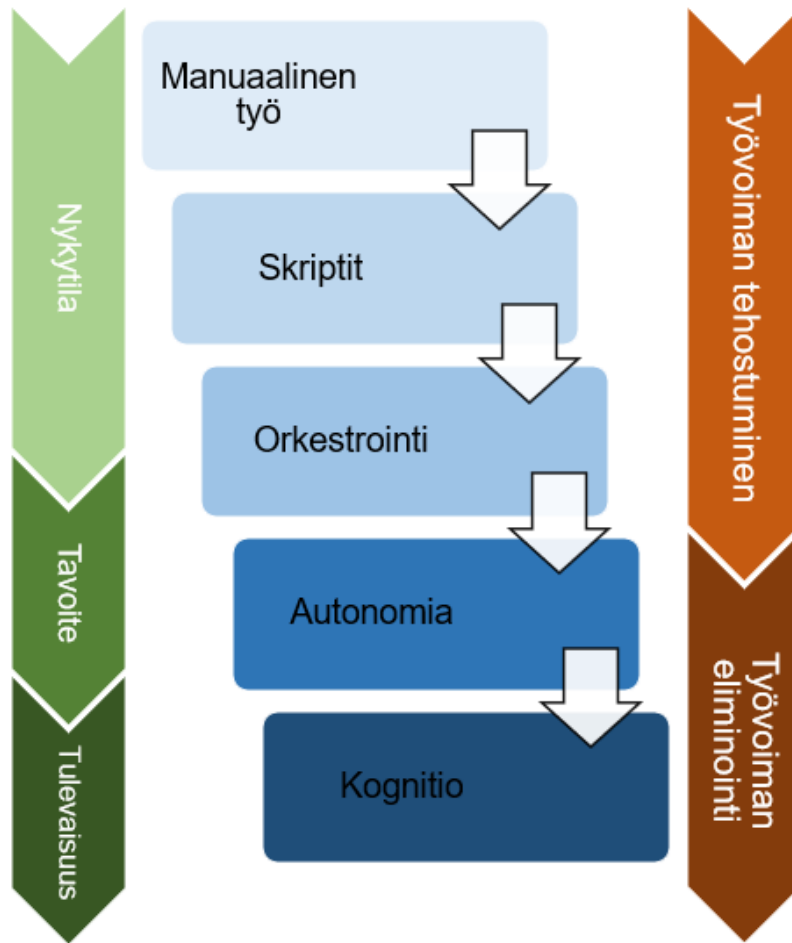 Manuaalinen
työ
Skriptit
Orkestrointi
Autonomia
Kognitio
Nykytila
Tavoite
Tulevaisuus
Työvoiman tehostuminen
Työvoiman
eliminointi